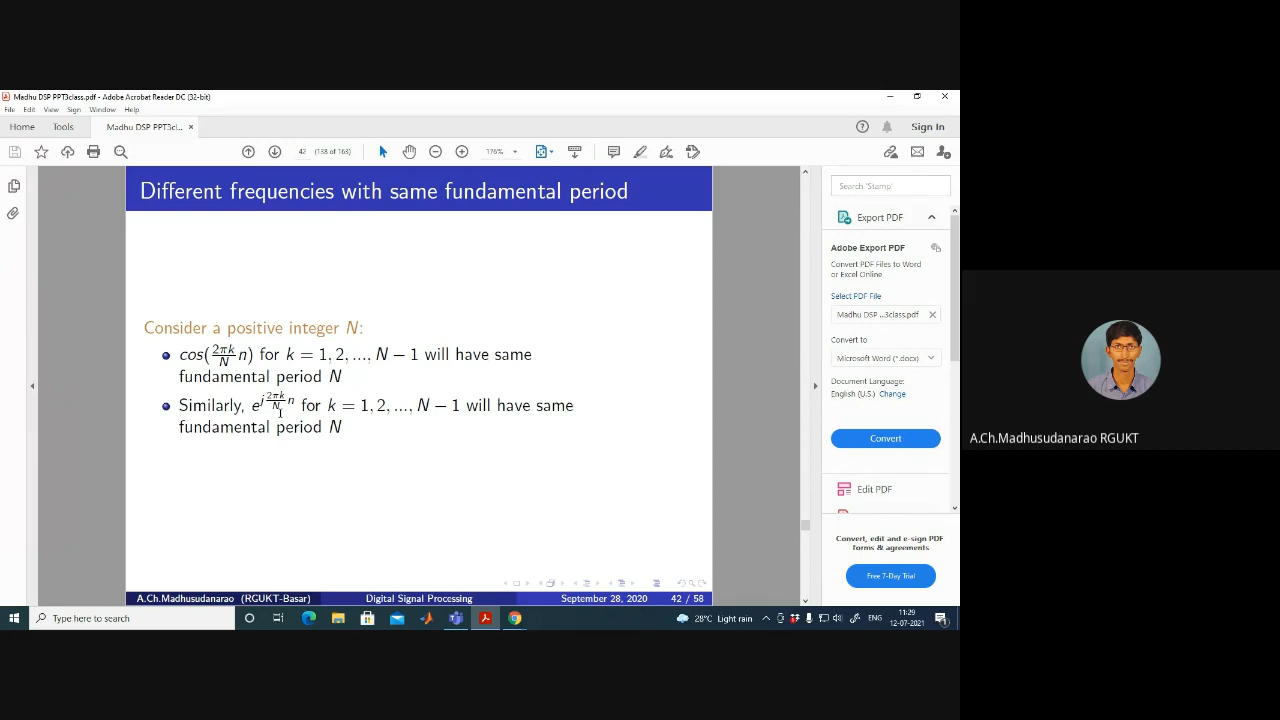 Madhu DSP PPT3class.pdf - Adobe Acrobat Reader DC (32-bit)
File Edit View Sign Window Help
Home Tools Madhu DSP PPT3cl... × Sign In
42 (138 of 163) 176%
Different frequencies with same fundamental period
Consider a positive integer N:
cos(2πk/N n) for k = 1, 2, ..., N − 1 will have same
fundamental period N
Similarly, e^{j 2πk/N n} for k = 1, 2, ..., N − 1 will have same
fundamental period N
A.Ch.Madhusudanarao (RGUKT-Basar) Digital Signal Processing September 28, 2020 42 / 58
Search 'Stamp'
Export PDF
Adobe Export PDF
Convert PDF Files to Word
or Excel Online
Select PDF File
Madhu DSP ...3class.pdf
Convert to
Microsoft Word (*.docx)
Document Language:
English (U.S.) Change
Convert
Edit PDF
Convert, edit and e-sign PDF
forms & agreements
Free 7-Day Trial
A.Ch.Madhusudanarao RGUKT
Type here to search
28°C Light rain
ENG
11:29
12-07-2021